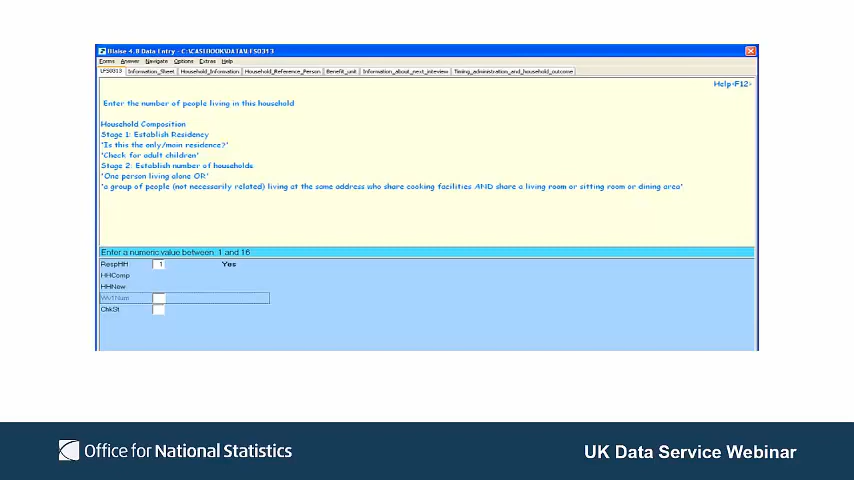 Blaise 4.8 Data Entry - C:\CASEBOOK\DATA\LFS0313
Forms Answer Navigate Options Extras Help
LFS0313 Information_Sheet Household_Information Household_Reference_Person Benefit_unit Information_about_next_interview Timing_administration_and_household_outcome
Help<F12>
Enter the number of people living in this household
Household Composition
Stage 1: Establish Residency
'Is this the only/main residence?'
'Check for adult children'
Stage 2: Establish number of households
'One person living alone OR'
'a group of people (not necessarily related) living at the same address who share cooking facilities AND share a living room or sitting room or dining area'
Enter a numeric value between 1 and 16
RespHH 1 Yes
HHComp
HHNew
Wv1Num
ChkSt
Office for National Statistics
UK Data Service Webinar